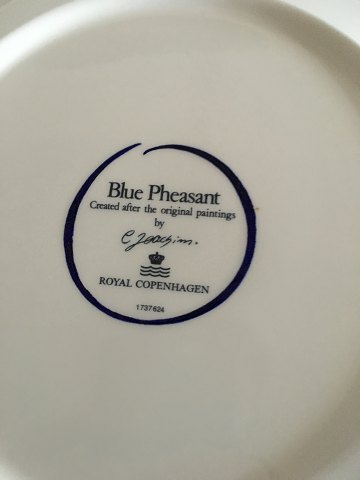 Blue Pheasant
Created after the original paintings
by
C Joachim.
ROYAL COPENHAGEN
1737624